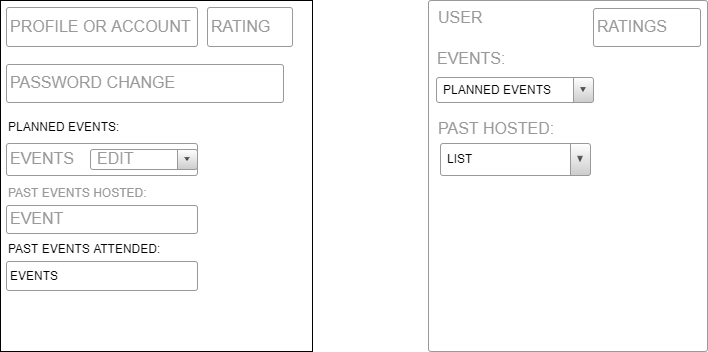 PROFILE OR ACCOUNT
RATING
PASSWORD CHANGE
PLANNED EVENTS:
EVENTS EDIT
PAST EVENTS HOSTED:
EVENT
PAST EVENTS ATTENDED:
EVENTS
USER
RATINGS
EVENTS:
PLANNED EVENTS
PAST HOSTED:
LIST